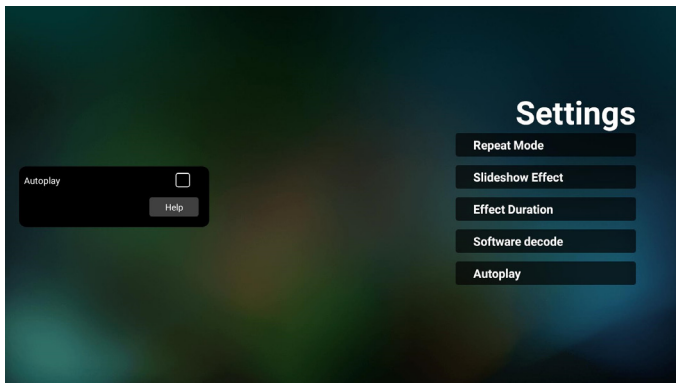 Settings
Repeat Mode
Slideshow Effect
Effect Duration
Software decode
Autoplay
Autoplay
Help